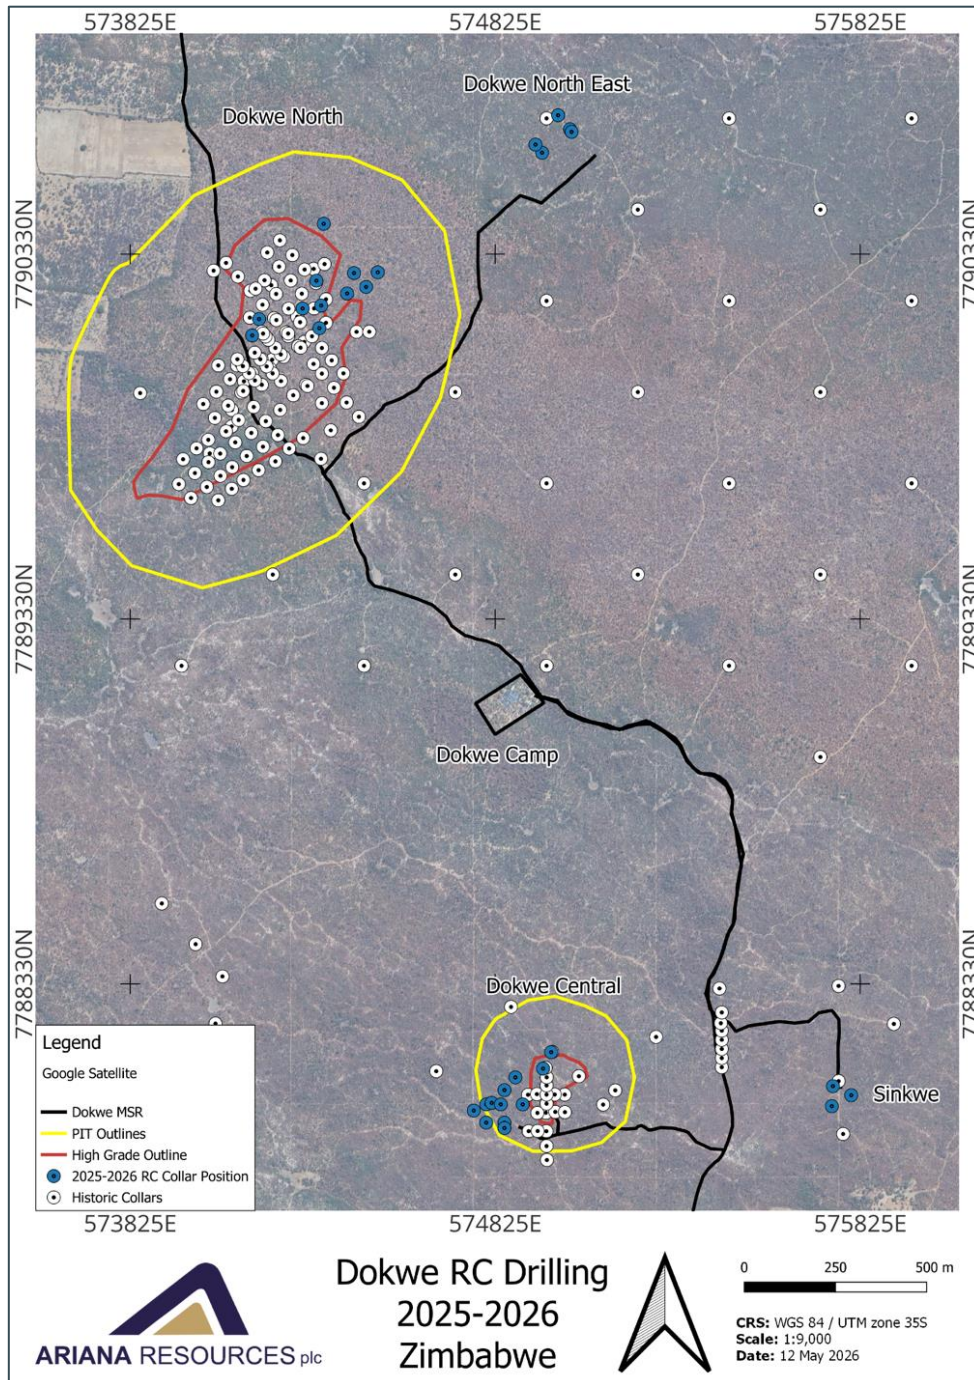 573825E
574825E
575825E
Dokwe North East
Dokwe North
7790330N
7790330N
7789330N
7789330N
Dokwe Camp
7788330N
7788330N
Dokwe Central
Sinkwe
Legend
Google Satellite
Dokwe MSR
PIT Outlines
High Grade Outline
2025-2026 RC Collar Position
Historic Collars
573825E
574825E
575825E
ARIANA RESOURCES plc
Dokwe RC Drilling
2025-2026
Zimbabwe
0 250 500 m
CRS: WGS 84 / UTM zone 35S
Scale: 1:9,000
Date: 12 May 2026